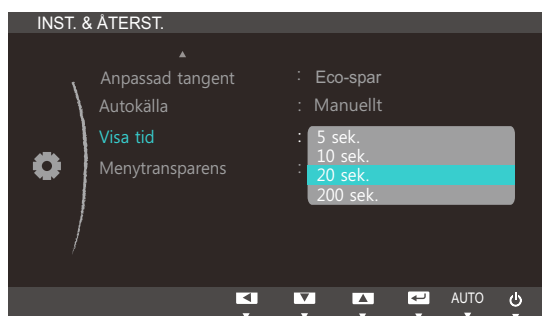 INST. & ÅTERST.
Anpassad tangent : Eco-spar
Autokälla : Manuellt
Visa tid : 5 sek.
10 sek.
20 sek.
Menytransparens :
200 sek.
AUTO